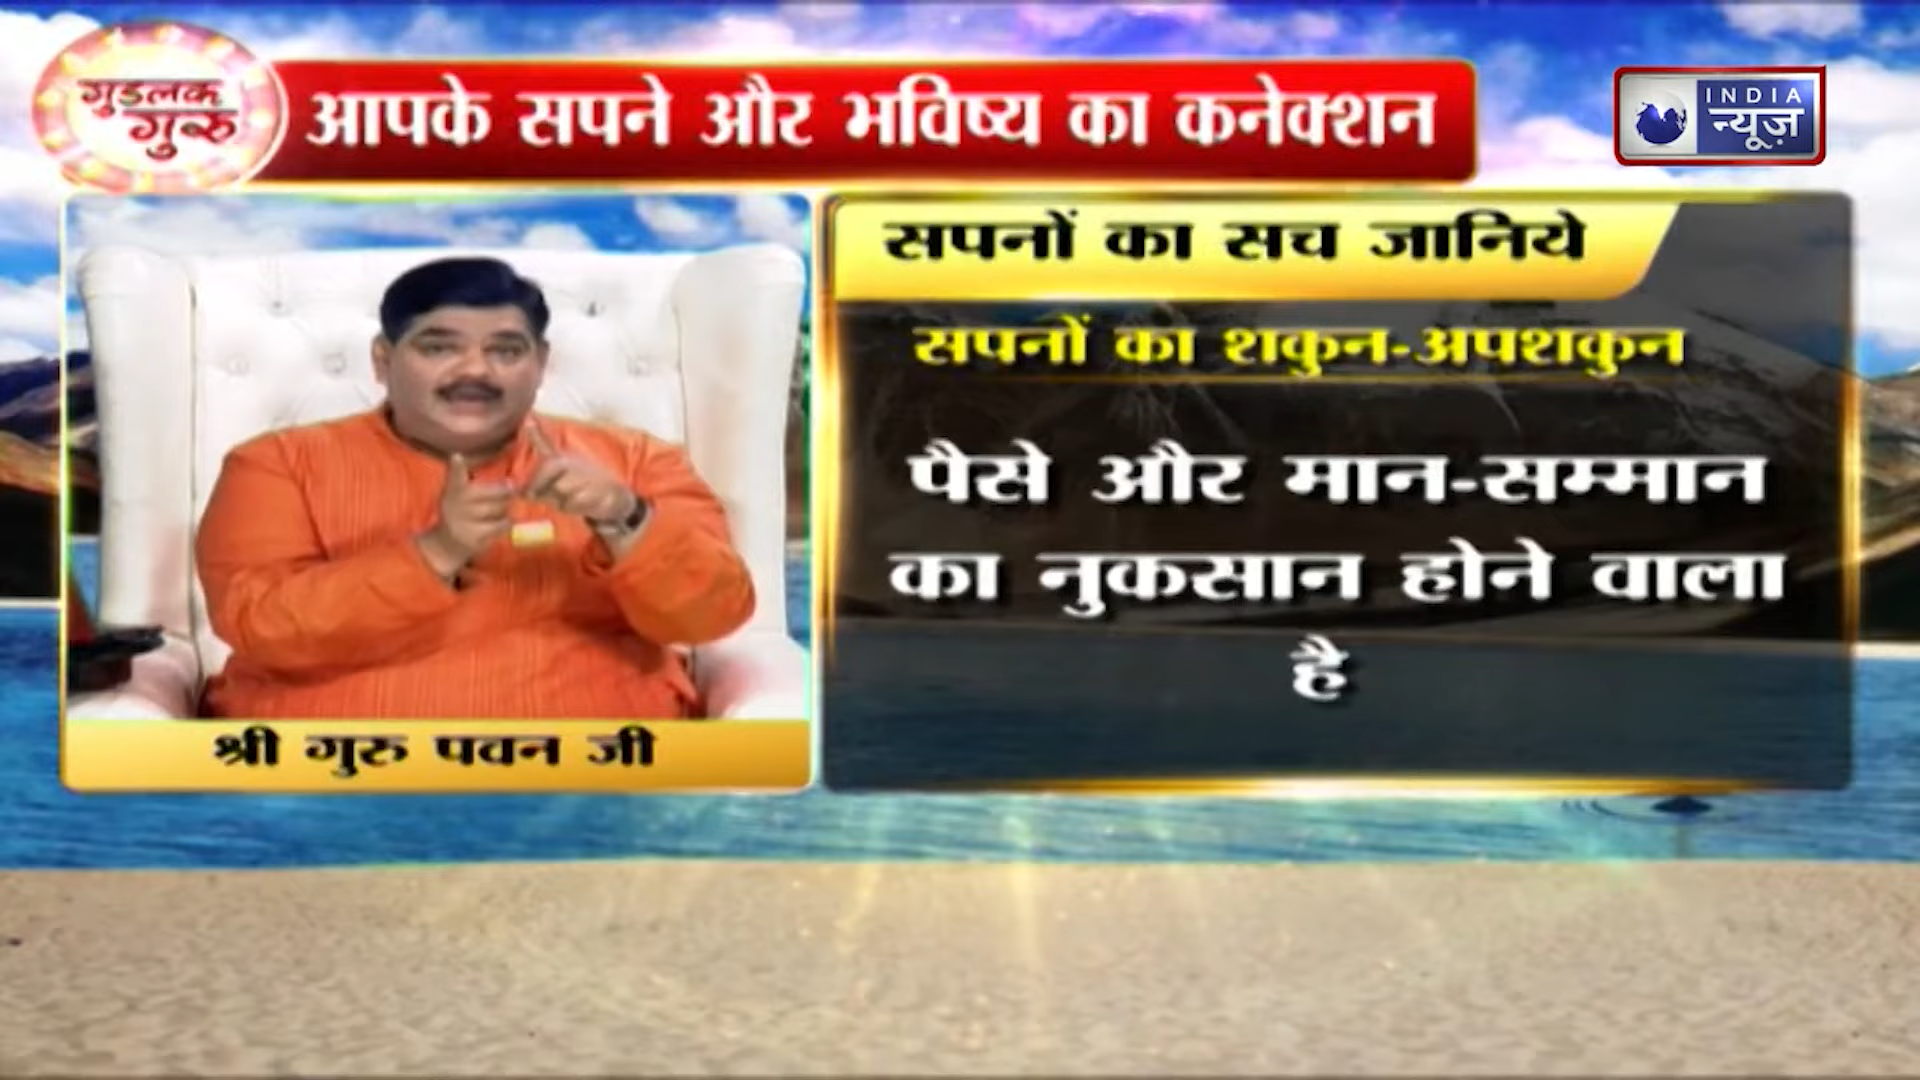 गुडलक
गुरु
आपके सपने और भविष्य का कनेक्शन
INDIA
न्यूज़
सपनों का सच जानिये
सपनों का शकुन-अपशकुन
पैसे और मान-सम्मान
का नुकसान होने वाला
है
श्री गुरु पवन जी